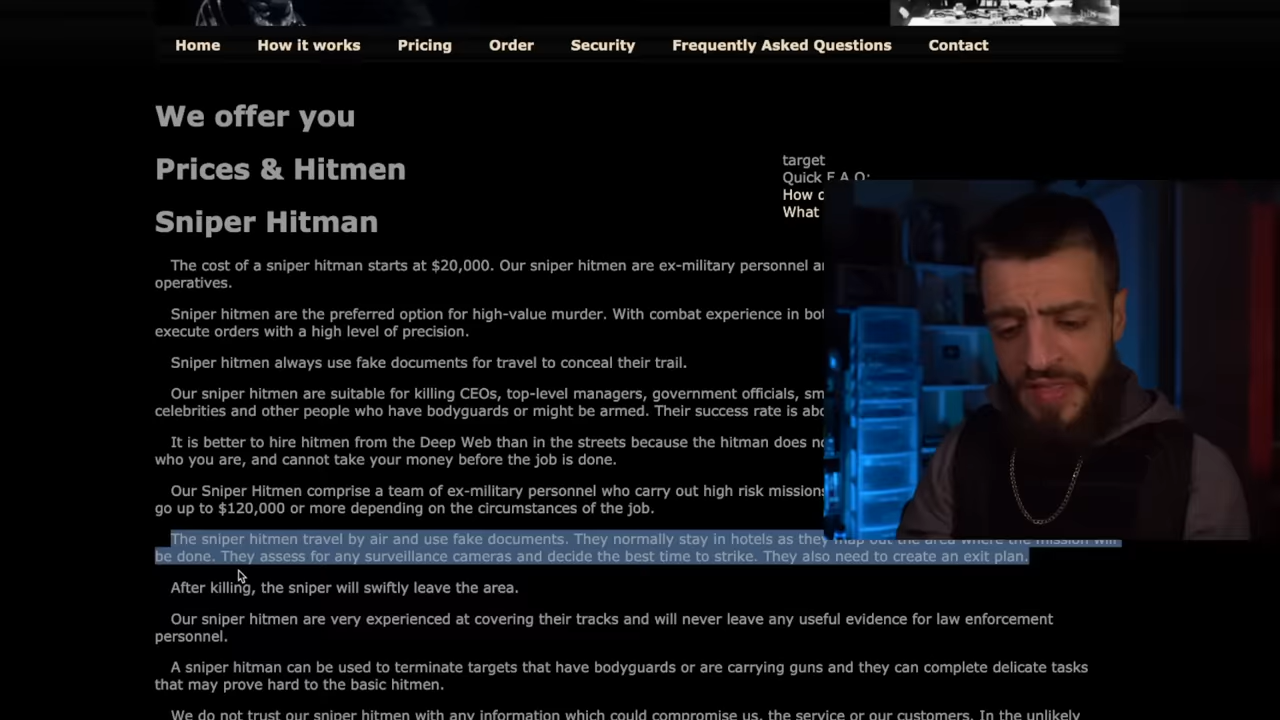 Home How it works Pricing Order Security Frequently Asked Questions Contact
We offer you
Prices & Hitmen
Sniper Hitman
target
Quick F.A.Q:
How
What
The cost of a sniper hitman starts at $20,000. Our sniper hitmen are ex-military personnel
operatives.
Sniper hitmen are the preferred option for high-value murder. With combat experience in
execute orders with a high level of precision.
Sniper hitmen always use fake documents for travel to conceal their trail.
Our sniper hitmen are suitable for killing CEOs, top-level managers, government officials,
celebrities and other people who have bodyguards or might be armed. Their success rate is
It is better to hire hitmen from the Deep Web than in the streets because the hitman does
who you are, and cannot take your money before the job is done.
Our Sniper Hitmen comprise a team of ex-military personnel who carry out high risk missions
go up to $120,000 or more depending on the circumstances of the job.
The sniper hitmen travel by air and use fake documents. They normally stay in hotels as they map out the area where the mission will
be done. They assess for any surveillance cameras and decide the best time to strike. They also need to create an exit plan.
After killing, the sniper will swiftly leave the area.
Our sniper hitmen are very experienced at covering their tracks and will never leave any useful evidence for law enforcement
personnel.
A sniper hitman can be used to terminate targets that have bodyguards or are carrying guns and they can complete delicate tasks
that may prove hard to the basic hitmen.
We do not trust our sniper hitmen with any information which could compromise us, the service or our customers. In the unlikely